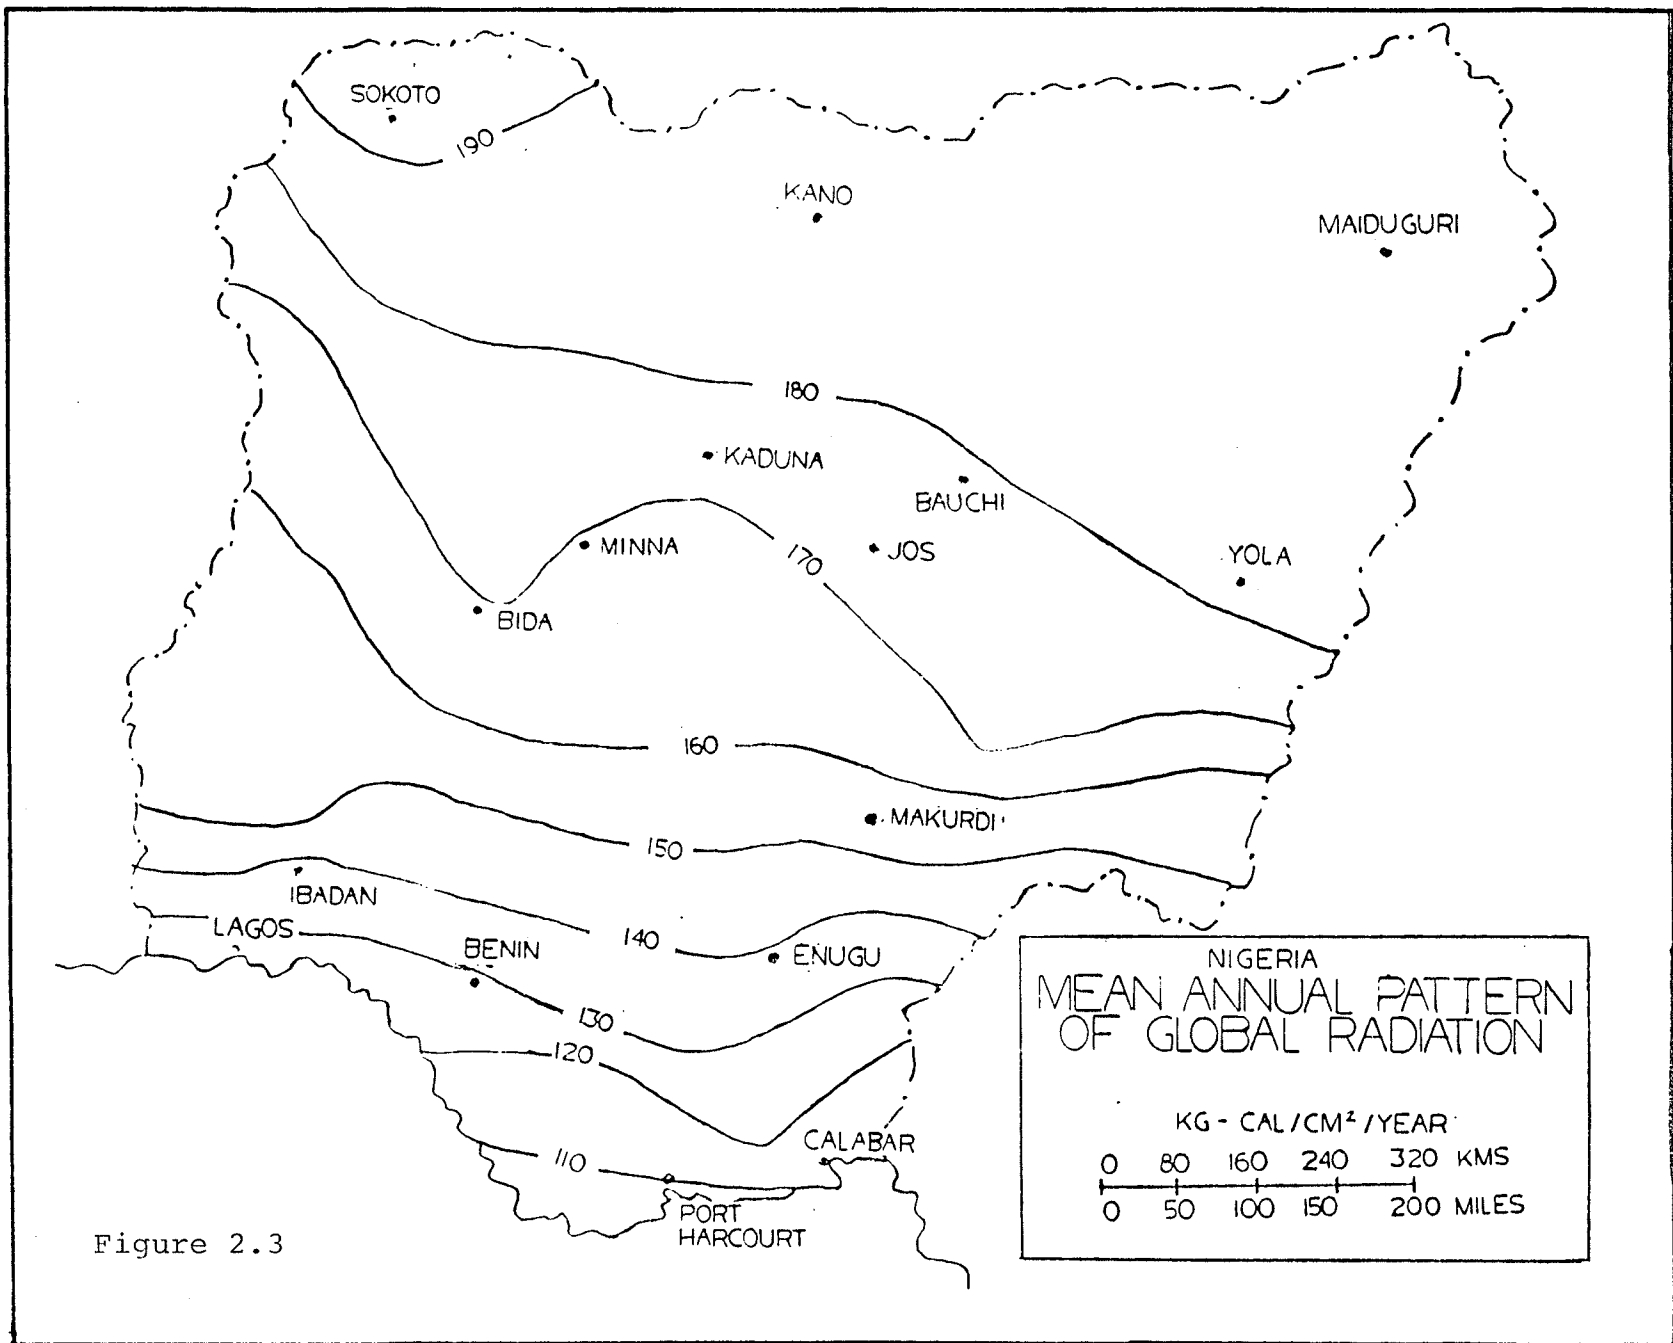 SOKOTO
190
KANO
MAIDUGURI
180
KADUNA
BAUCHI
MINNA
170
JOS
YOLA
BIDA
160
MAKURDI
150
IBADAN
LAGOS
BENIN
140
ENUGU
130
120
CALABAR
110
PORT
HARCOURT
NIGERIA
MEAN ANNUAL PATTERN
OF GLOBAL RADIATION
KG - CAL/CM² /YEAR
0 80 160 240 320 KMS
0 50 100 150 200 MILES
Figure 2.3